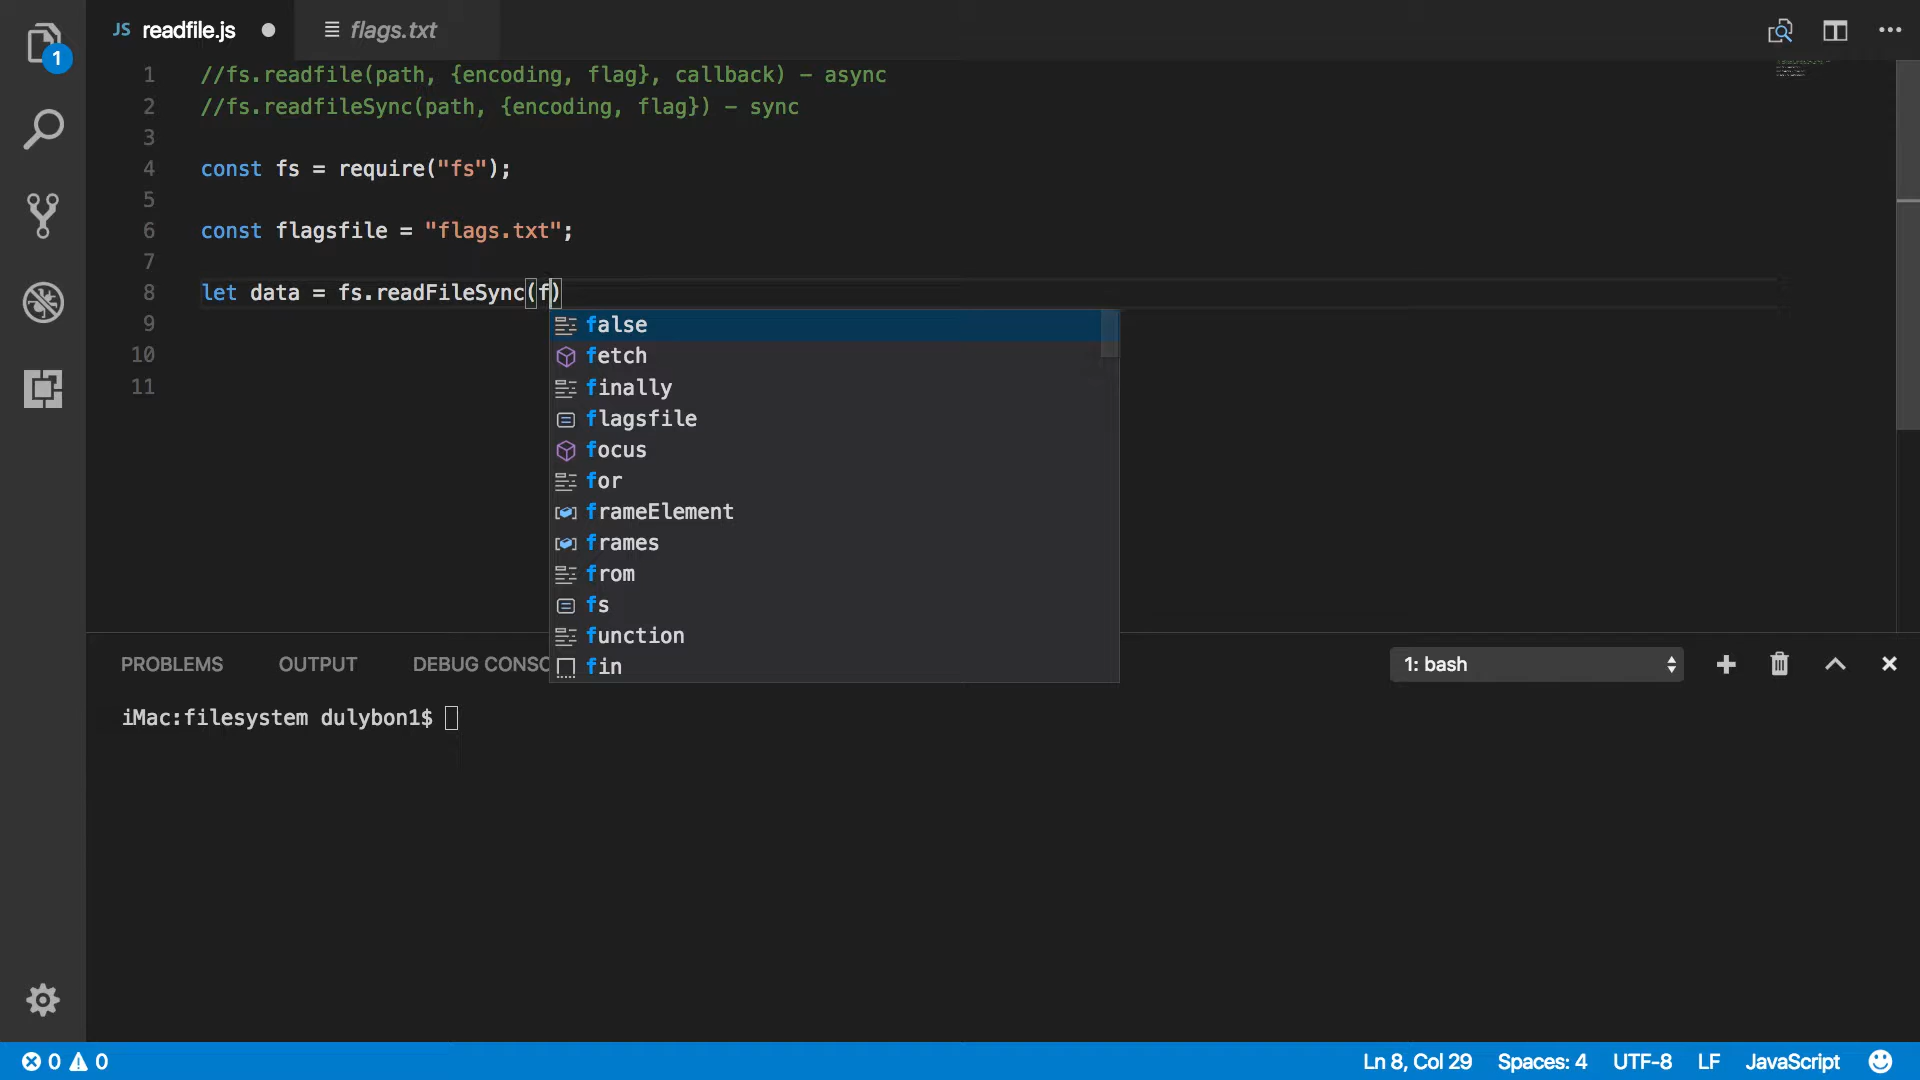 1
JS readfile.js
flags.txt
1 //fs.readfile(path, {encoding, flag}, callback) – async
2 //fs.readfileSync(path, {encoding, flag}) – sync
3
4 const fs = require("fs");
5
6 const flagsfile = "flags.txt";
7
8 let data = fs.readFileSync(f)
9
10
11
false
fetch
finally
flagsfile
focus
for
frameElement
frames
from
fs
function
fin
PROBLEMS OUTPUT DEBUG CONSO
1: bash
iMac:filesystem dulybon1$
0 0
Ln 8, Col 29 Spaces: 4 UTF-8 LF JavaScript